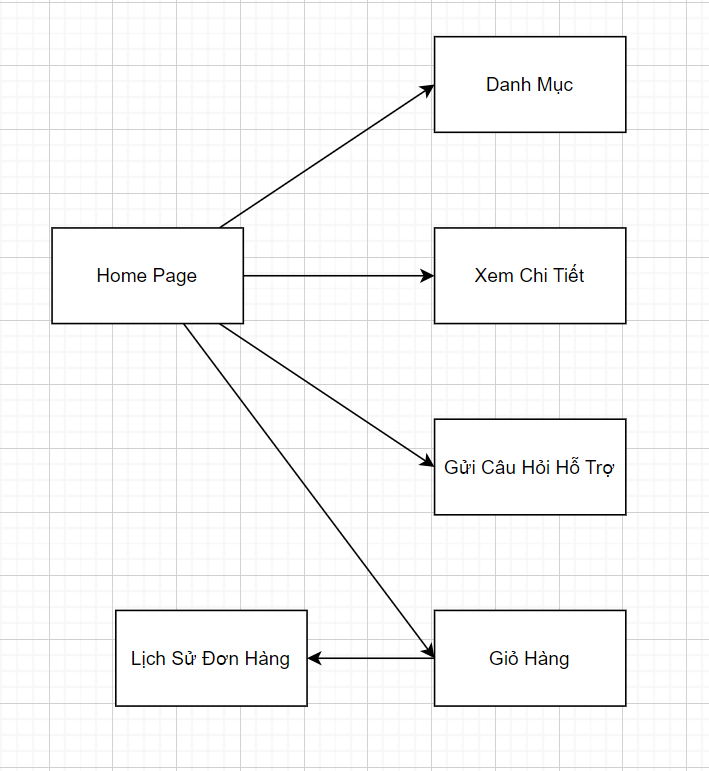 Danh Mục
Home Page
Xem Chi Tiết
Gửi Câu Hỏi Hỗ Trợ
Lịch Sử Đơn Hàng
Giỏ Hàng